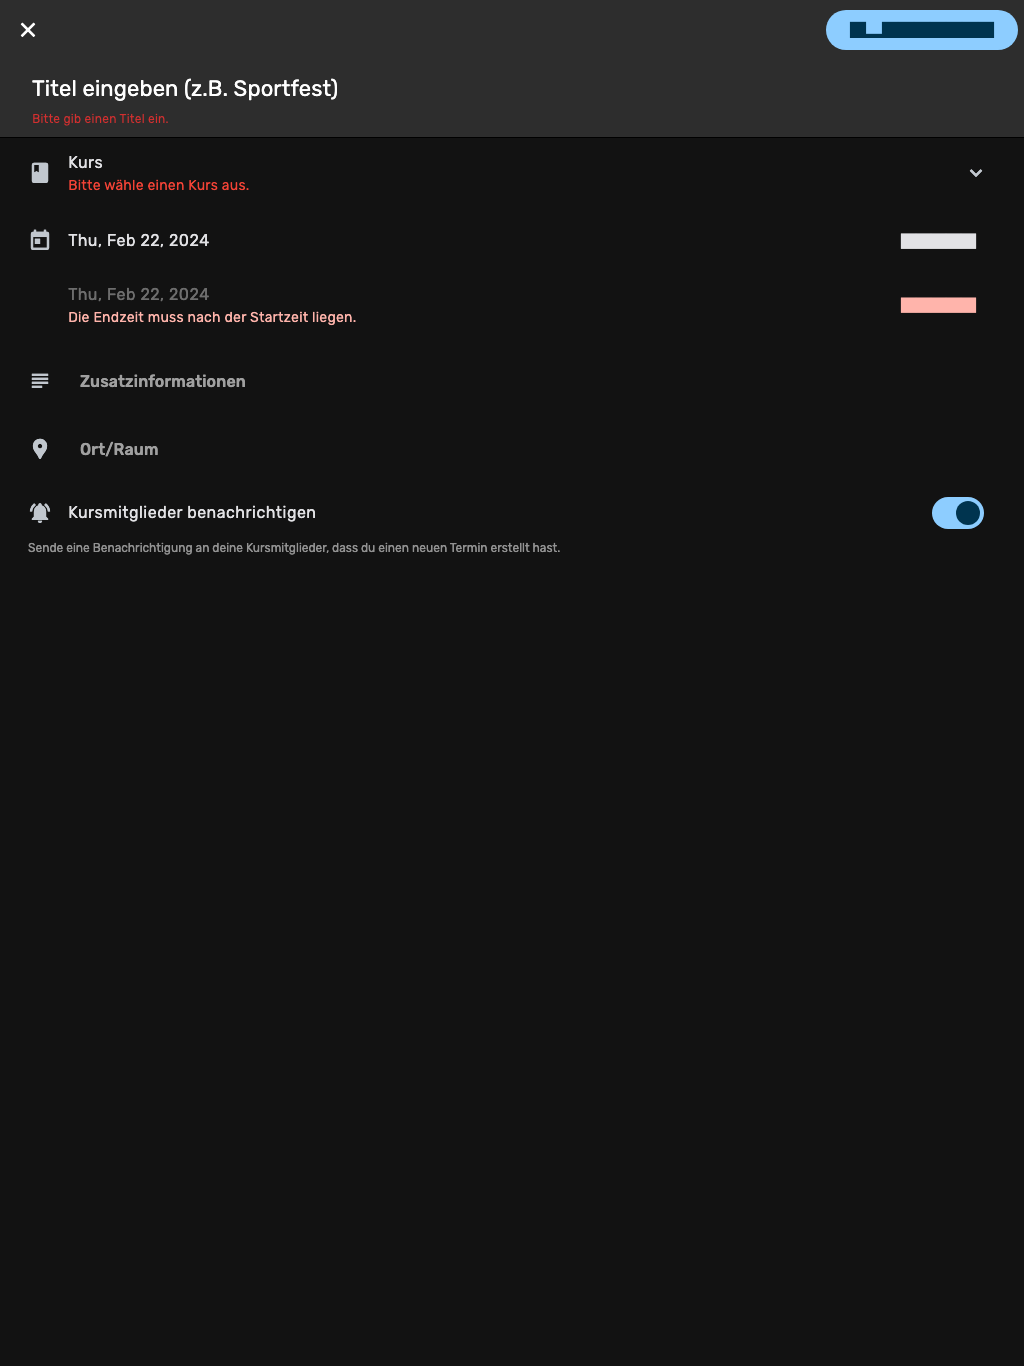 Titel eingeben (z.B. Sportfest)
Bitte gib einen Titel ein.
Kurs
Bitte wähle einen Kurs aus.
Thu, Feb 22, 2024
Thu, Feb 22, 2024
Die Endzeit muss nach der Startzeit liegen.
Zusatzinformationen
Ort/Raum
Kursmitglieder benachrichtigen
Sende eine Benachrichtigung an deine Kursmitglieder, dass du einen neuen Termin erstellt hast.